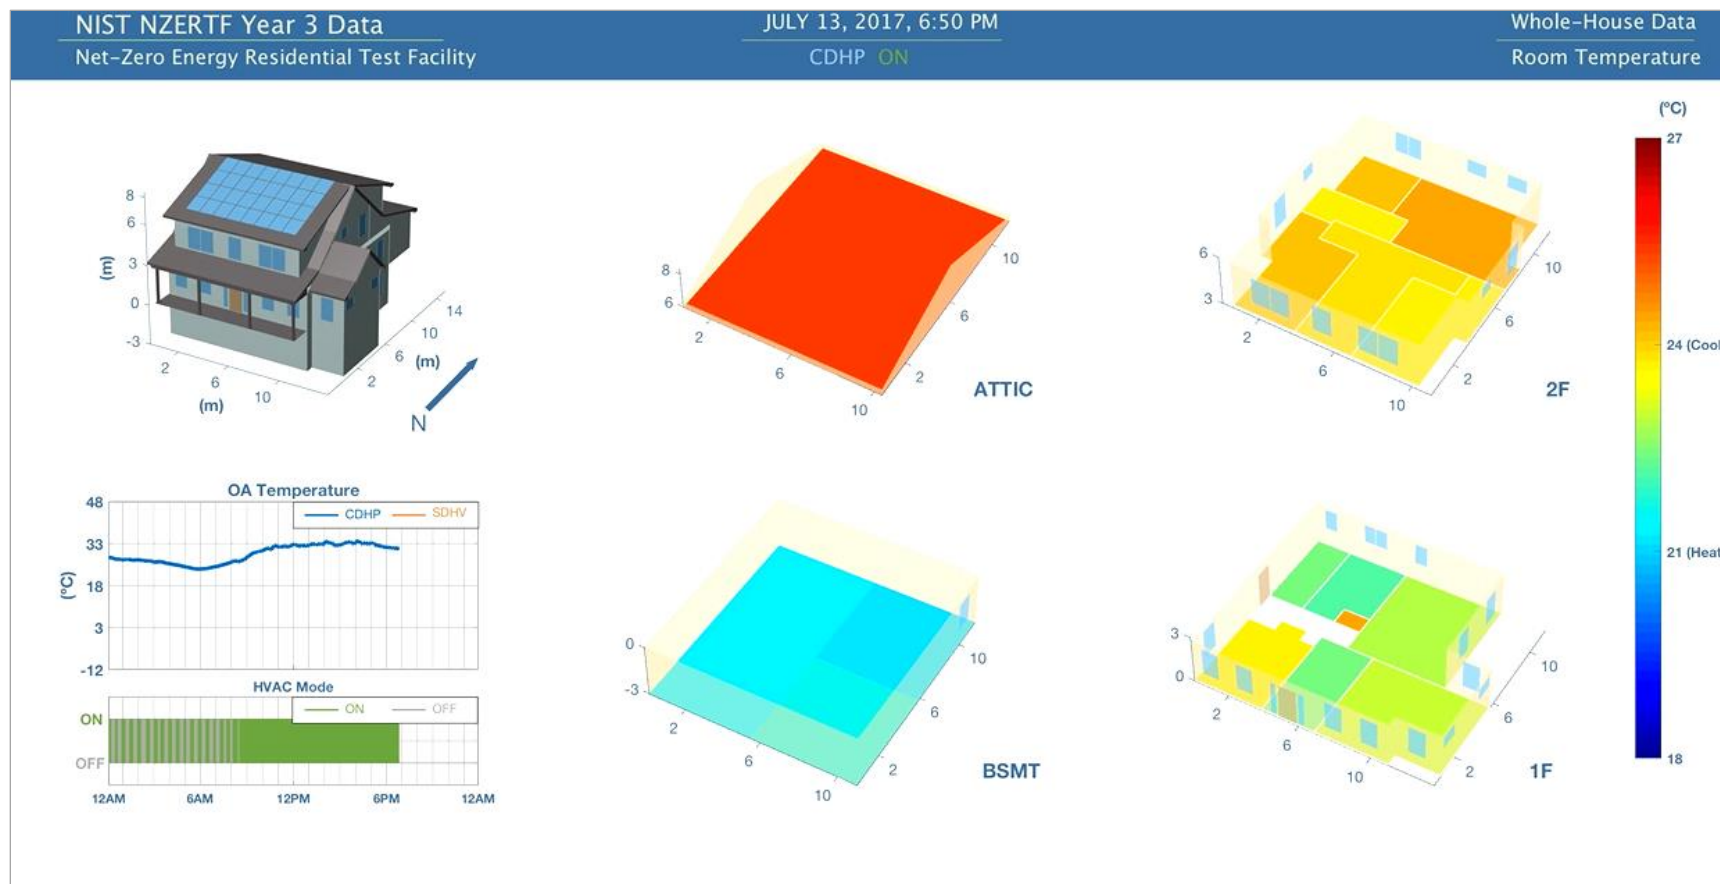 NIST NZERTF Year 3 Data
Net-Zero Energy Residential Test Facility
JULY 13, 2017, 6:50 PM
CDHP ON
Whole-House Data
Room Temperature
8
6
3
0
-3
(m)
2
6
10
(m)
2
6
10
14
(m)
N
8
6
2
6
10
2
6
10
ATTIC
6
3
2
6
10
2
6
10
2F
(°C)
27
24 (Cool
21 (Heat
18
OA Temperature
CDHP SDHV
48
33
18
3
-12
(°C)
HVAC Mode
ON OFF
ON
OFF
12AM 6AM 12PM 6PM 12AM
0
-3
2
6
10
2
6
10
BSMT
3
0
2
6
10
2
6
10
1F